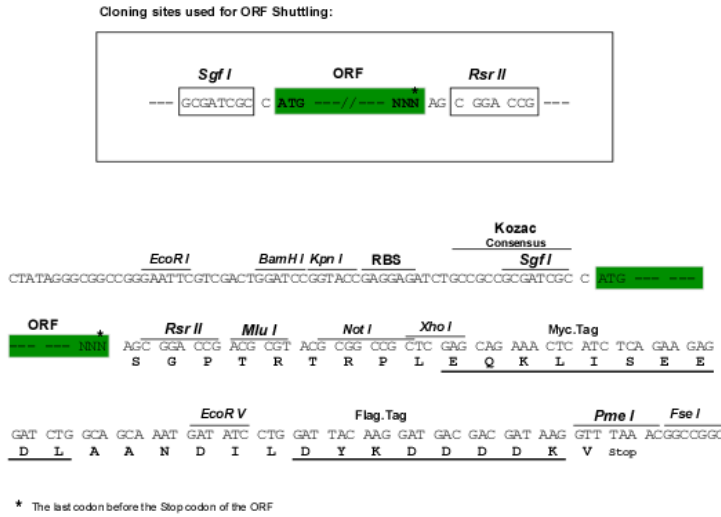 Cloning sites used for ORF Shuttling:
Sgf I ORF Rsr II
*
--- GCGATCGC C ATG ---//--- NNN AG C GGA CCG ---
Kozac
Consensus
EcoR I BamH I Kpn I RBS Sgf I
CTATAGGGCGGCCGGGAATTCGTCGACTGGATCCGGTACCGAGGAGATCTGCCGCCGCGATCGC C ATG --- ---
ORF
* Rsr II Mlu I Not I Xho I Myc.Tag
--- --- NNN AGC GGA CCG ACG CGT ACG CGG CCG CTC GAG CAG AAA CTC ATC TCA GAA GAG
S G P T R T R P L E Q K L I S E E
EcoR V Flag.Tag Pme I Fse I
GAT CTG GCA GCA AAT GAT ATC CTG GAT TAC AAG GAT GAC GAC GAT AAG GTT TAA ACGGCCGGC
D L A A N D I L D Y K D D D D K V Stop
* The last codon before the Stop codon of the ORF